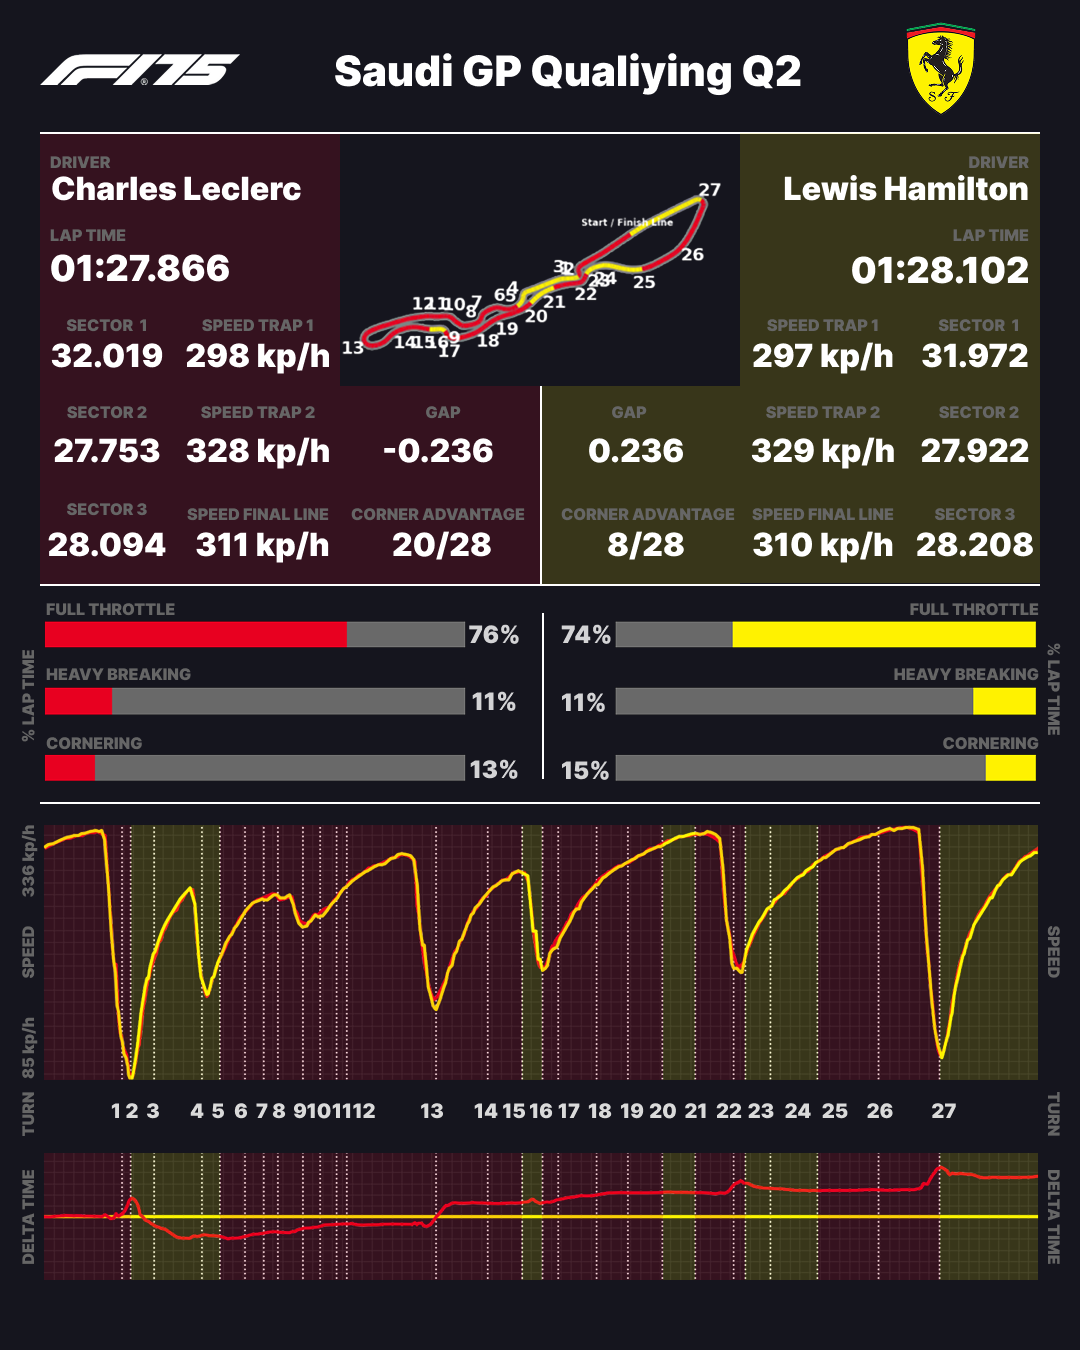 F1 75
Saudi GP Qualiying Q2
S F
DRIVER
Charles Leclerc
LAP TIME
01:27.866
SECTOR 1 SPEED TRAP 1
32.019 298 kp/h
DRIVER
Lewis Hamilton
LAP TIME
01:28.102
SPEED TRAP 1 SECTOR 1
297 kp/h 31.972
27
Start / Finish Line
26
25
24
22
21
20
19
18
17
16
15
14
13
12
11
10
9
8
7
6
5
4
3
2
1
SECTOR 2 SPEED TRAP 2 GAP
27.753 328 kp/h -0.236
SECTOR 3 SPEED FINAL LINE CORNER ADVANTAGE
28.094 311 kp/h 20/28
GAP SPEED TRAP 2 SECTOR 2
0.236 329 kp/h 27.922
CORNER ADVANTAGE SPEED FINAL LINE SECTOR 3
8/28 310 kp/h 28.208
% LAP TIME
FULL THROTTLE
76%
HEAVY BREAKING
11%
CORNERING
13%
FULL THROTTLE
74%
HEAVY BREAKING
11%
CORNERING
15%
% LAP TIME
336 kp/h
SPEED
85 kp/h
SPEED
TURN
1 2 3 4 5 6 7 8 9 10 11 12 13 14 15 16 17 18 19 20 21 22 23 24 25 26 27
TURN
DELTA TIME
DELTA TIME